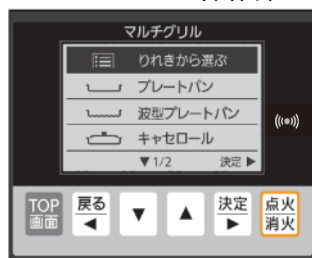 マルチグリル
りれきから選ぶ
プレートパン
波型プレートパン
キャセロール
▼ 1/2 決定 ▶
TOP 戻る ▼ ▲ 決定 点火
画面 ◀ ▶ 消火